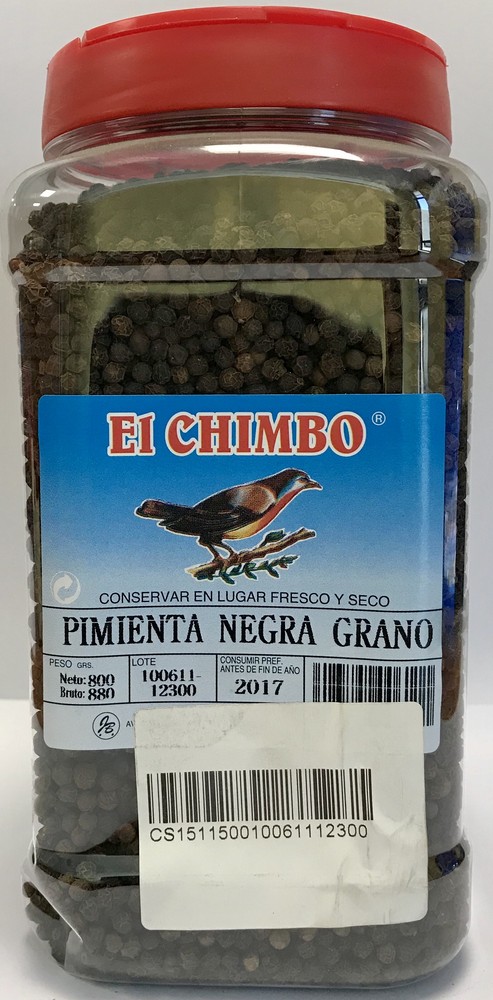 El CHIMBO ®
CONSERVAR EN LUGAR FRESCO Y SECO
PIMIENTA NEGRA GRANO
PESO GRS.
Neto: 800
Bruto: 880
LOTE
100611-
12300
CONSUMIR PREF.
ANTES DE FIN DE AÑO
2017
CS151150010061112300